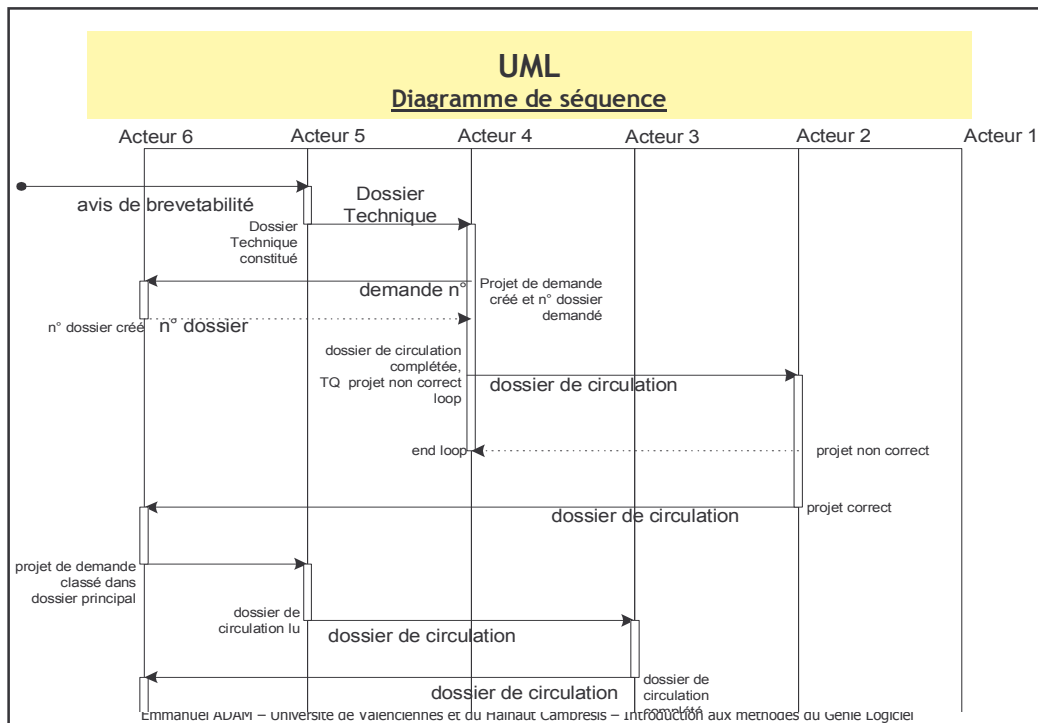 UML
Diagramme de séquence
Acteur 6
Acteur 5
Acteur 4
Acteur 3
Acteur 2
Acteur 1
avis de brevetabilité
Dossier
Technique
Dossier
Technique
constitué
demande n°
Projet de demande
créé et n° dossier
demandé
n° dossier créé
n° dossier
dossier de circulation
complétée,
TQ projet non correct
loop
dossier de circulation
end loop
projet non correct
dossier de circulation
projet correct
projet de demande
classé dans
dossier principal
dossier de
circulation lu
dossier de circulation
dossier de circulation
dossier de
circulation
complété
Emmanuel ADAM – Université de Valenciennes et du Hainaut Cambrésis – Introduction aux méthodes du Génie Logiciel